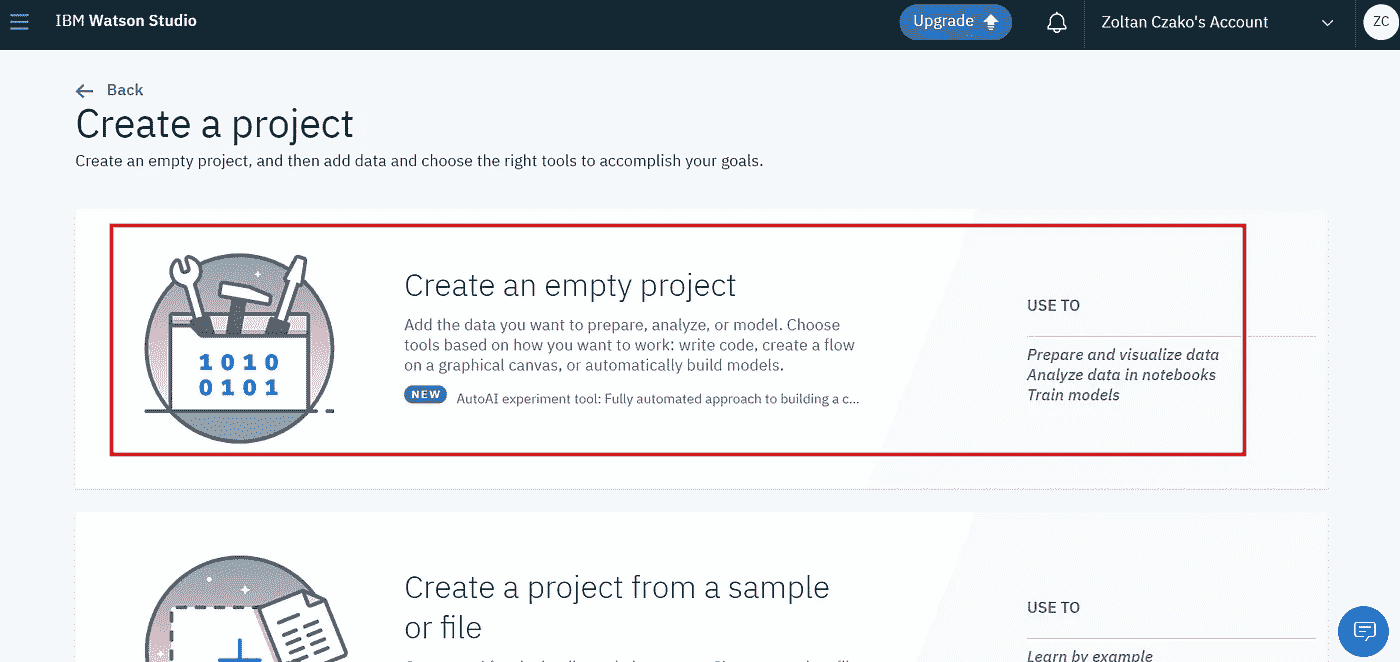 IBM Watson Studio
Upgrade
Zoltan Czako's Account
ZC
Back
Create a project
Create an empty project, and then add data and choose the right tools to accomplish your goals.
1010
0101
Create an empty project
Add the data you want to prepare, analyze, or model. Choose
tools based on how you want to work: write code, create a flow
on a graphical canvas, or automatically build models.
NEW AutoAI experiment tool: Fully automated approach to building a c...
USE TO
Prepare and visualize data
Analyze data in notebooks
Train models
Create a project from a sample
or file
USE TO
Learn by example